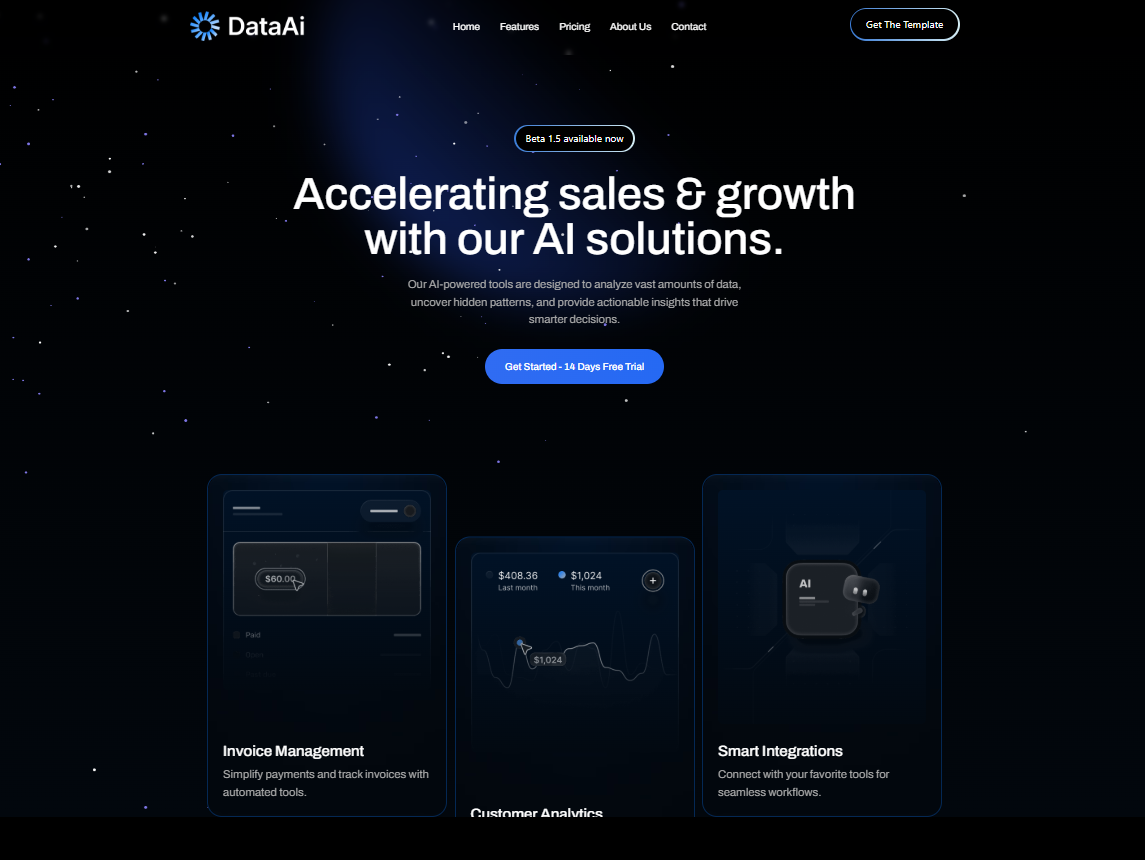 DataAi
Home Features Pricing About Us Contact
Get The Template
Beta 1.5 available now
Accelerating sales & growth
with our AI solutions.
Our AI-powered tools are designed to analyze vast amounts of data,
uncover hidden patterns, and provide actionable insights that drive
smarter decisions.
Get Started - 14 Days Free Trial
$60.00
Paid
Invoice Management
Simplify payments and track invoices with
automated tools.
$408.36
Last month
$1,024
This month
+
$1,024
Customer Analytics
AI
Smart Integrations
Connect with your favorite tools for
seamless workflows.